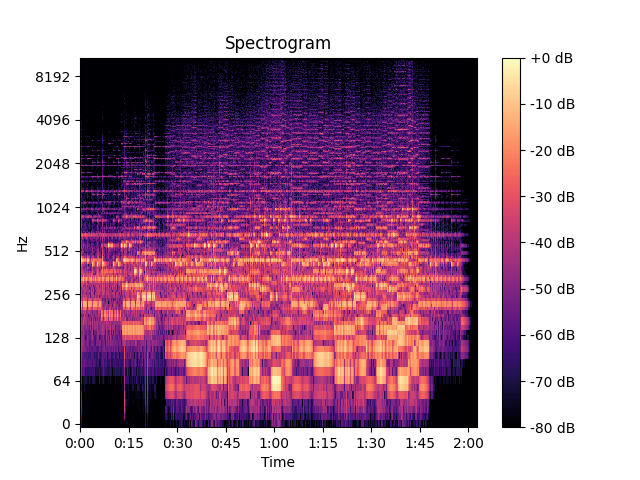 Spectrogram
Hz
8192
4096
2048
1024
512
256
128
64
0
0:00 0:15 0:30 0:45 1:00 1:15 1:30 1:45 2:00
Time
+0 dB
-10 dB
-20 dB
-30 dB
-40 dB
-50 dB
-60 dB
-70 dB
-80 dB